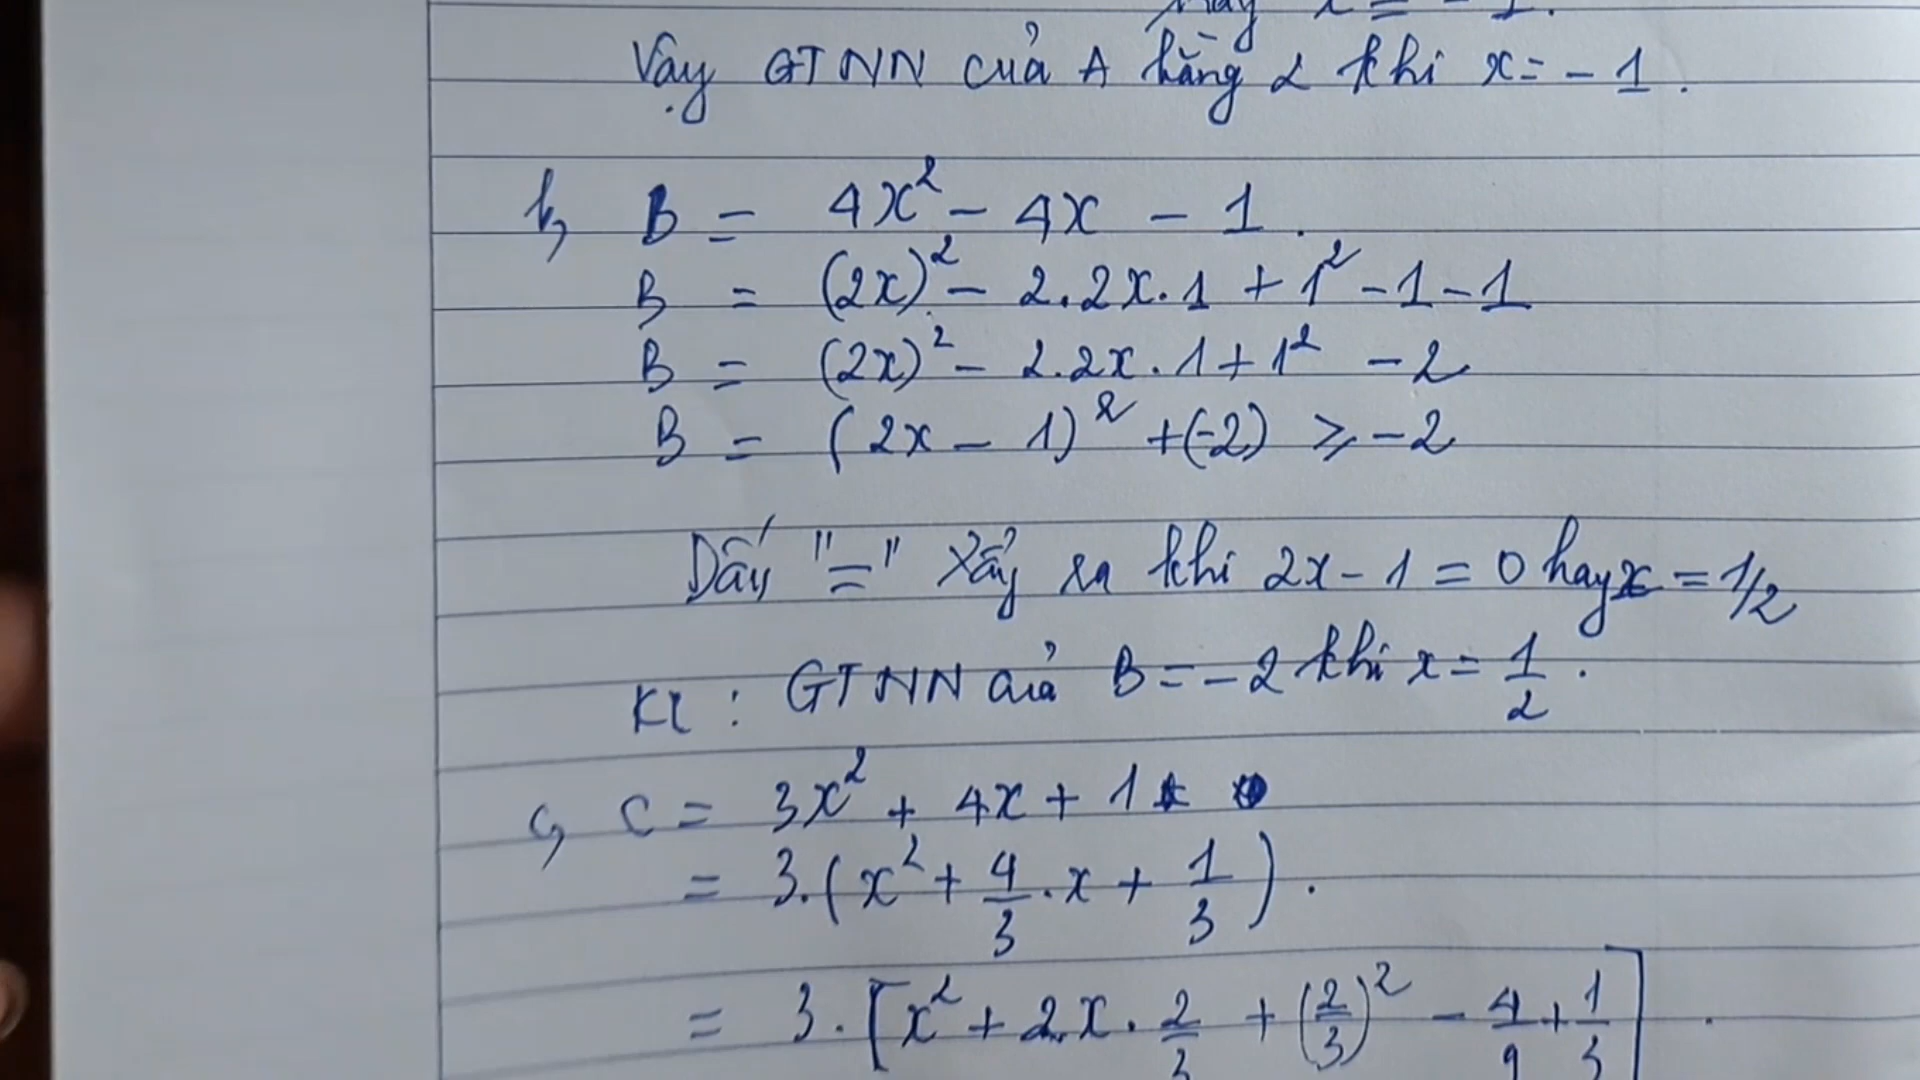 x = - 1.
Vậy GTNN của A bằng 2 khi x = - 1.
b, B = 4x² - 4x - 1.
B = (2x)² - 2.2x.1 + 1² - 1 - 1
B = (2x)² - 2.2x.1 + 1² - 2
B = (2x - 1)² + (-2) ⩾ - 2
Dấu "=" xảy ra khi 2x - 1 = 0 hay x = 1/2
KL : GTNN của B = - 2 khi x = 1/2.
c, C = 3x² + 4x + 1
= 3.(x² + 4/3.x + 1/3).
= 3.[x² + 2x.2/3 + (2/3)² - 4/9 + 1/3].